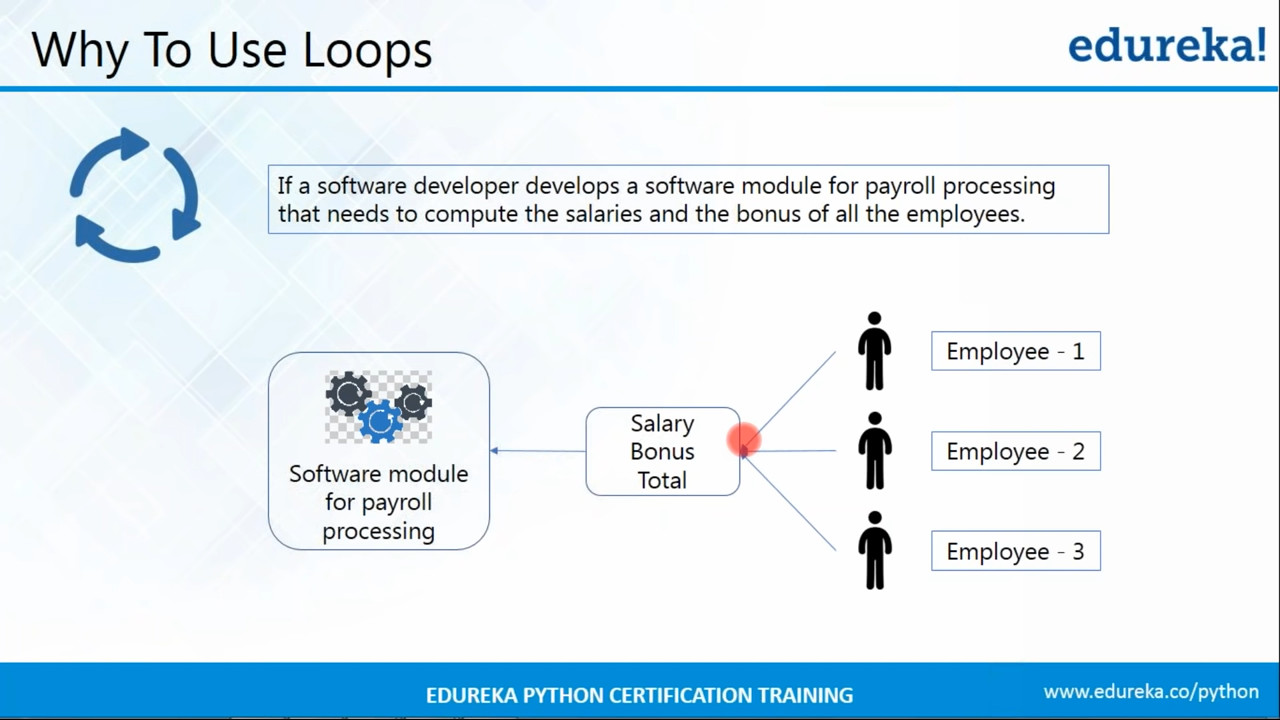 Why To Use Loops
edureka!
If a software developer develops a software module for payroll processing
that needs to compute the salaries and the bonus of all the employees.
Software module
for payroll
processing
Salary
Bonus
Total
Employee - 1
Employee - 2
Employee - 3
EDUREKA PYTHON CERTIFICATION TRAINING
www.edureka.co/python